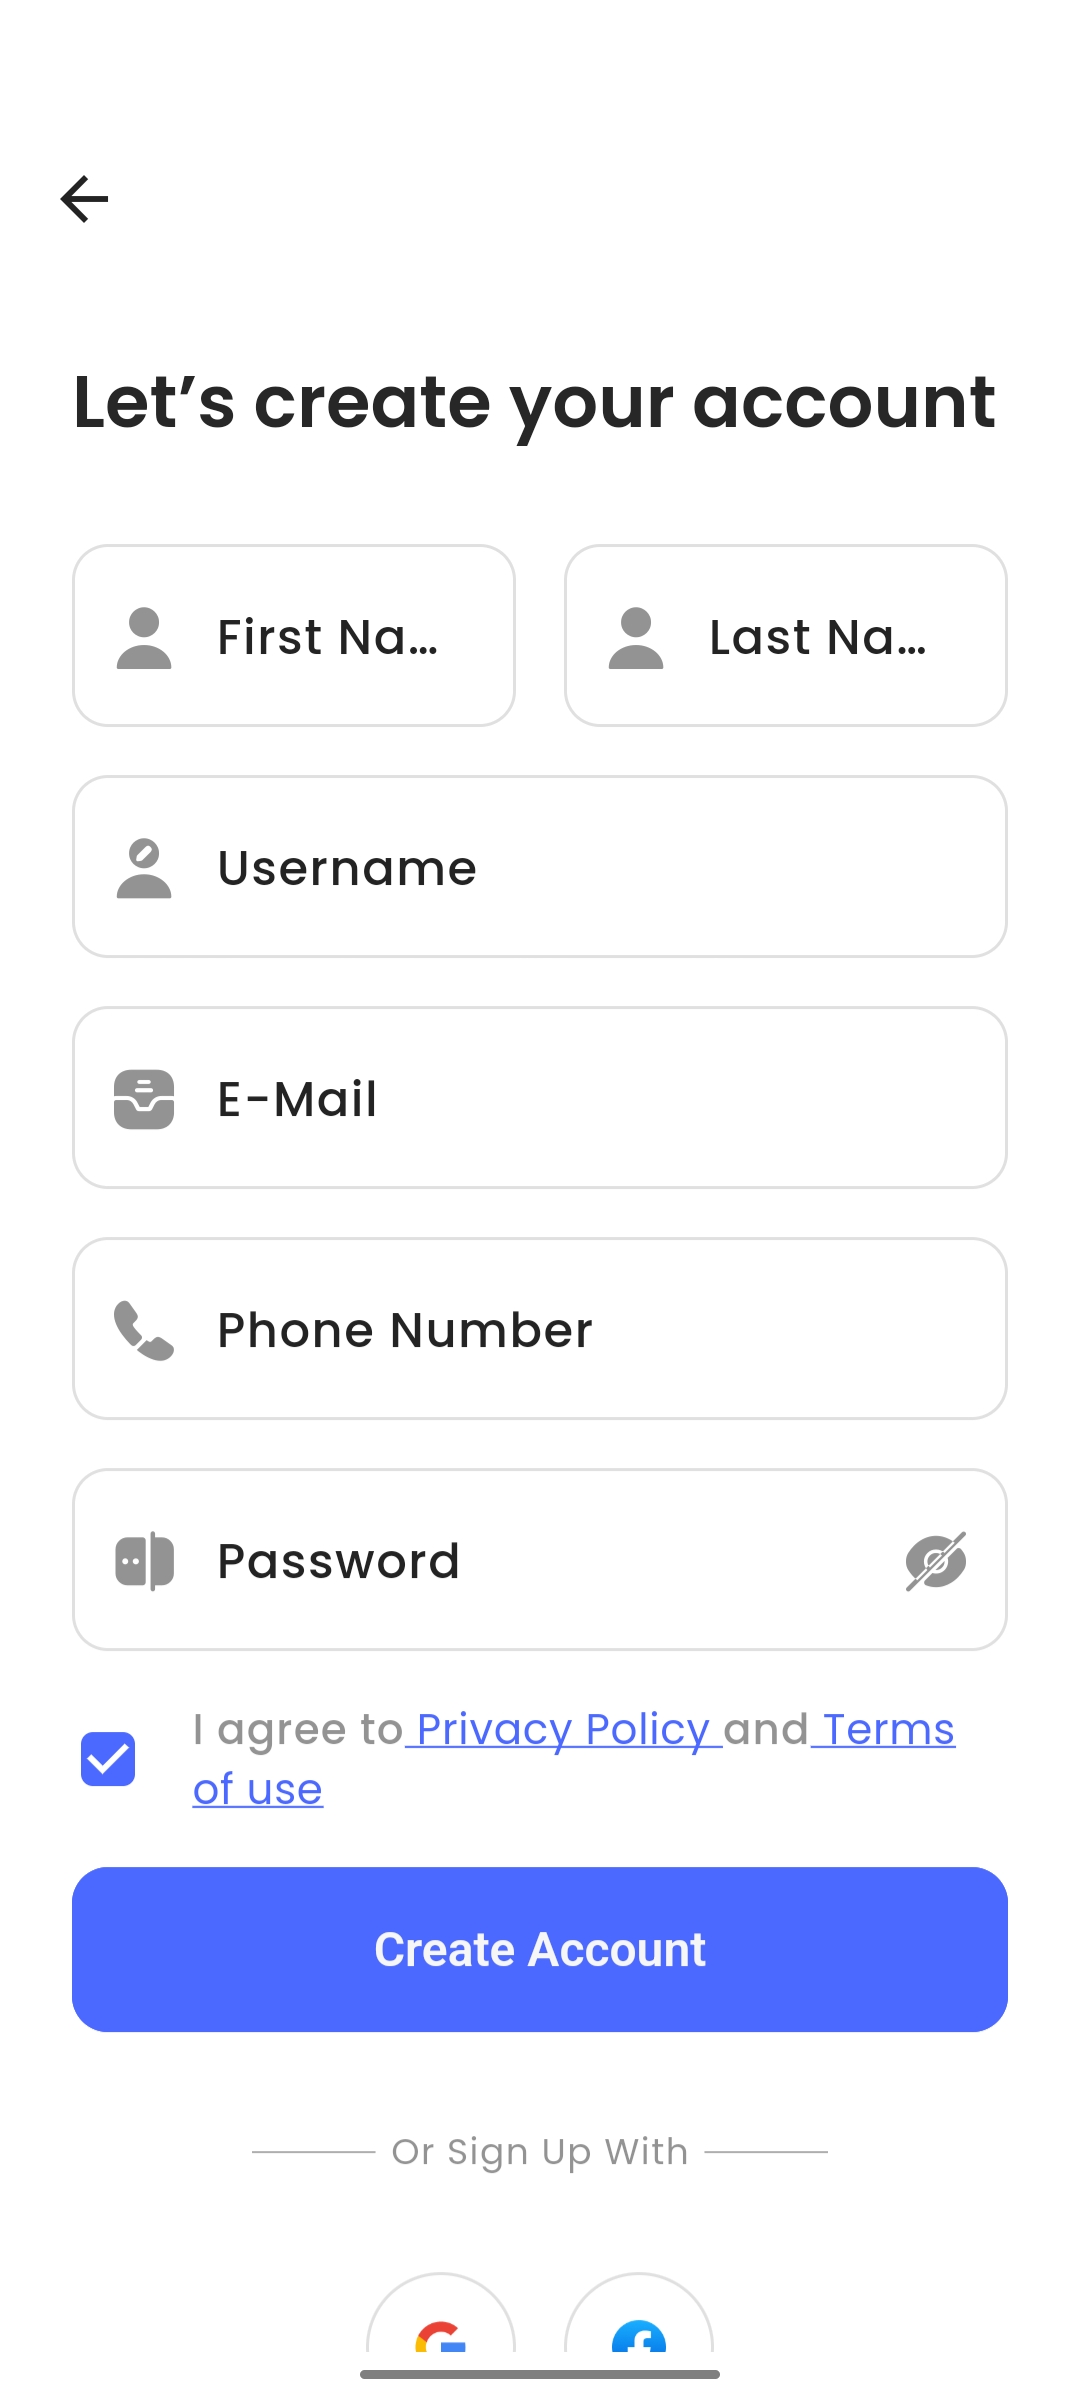 Let’s create your account
First Na...
Last Na...
Username
E-Mail
Phone Number
Password
I agree to Privacy Policy and Terms
of use
Create Account
Or Sign Up With